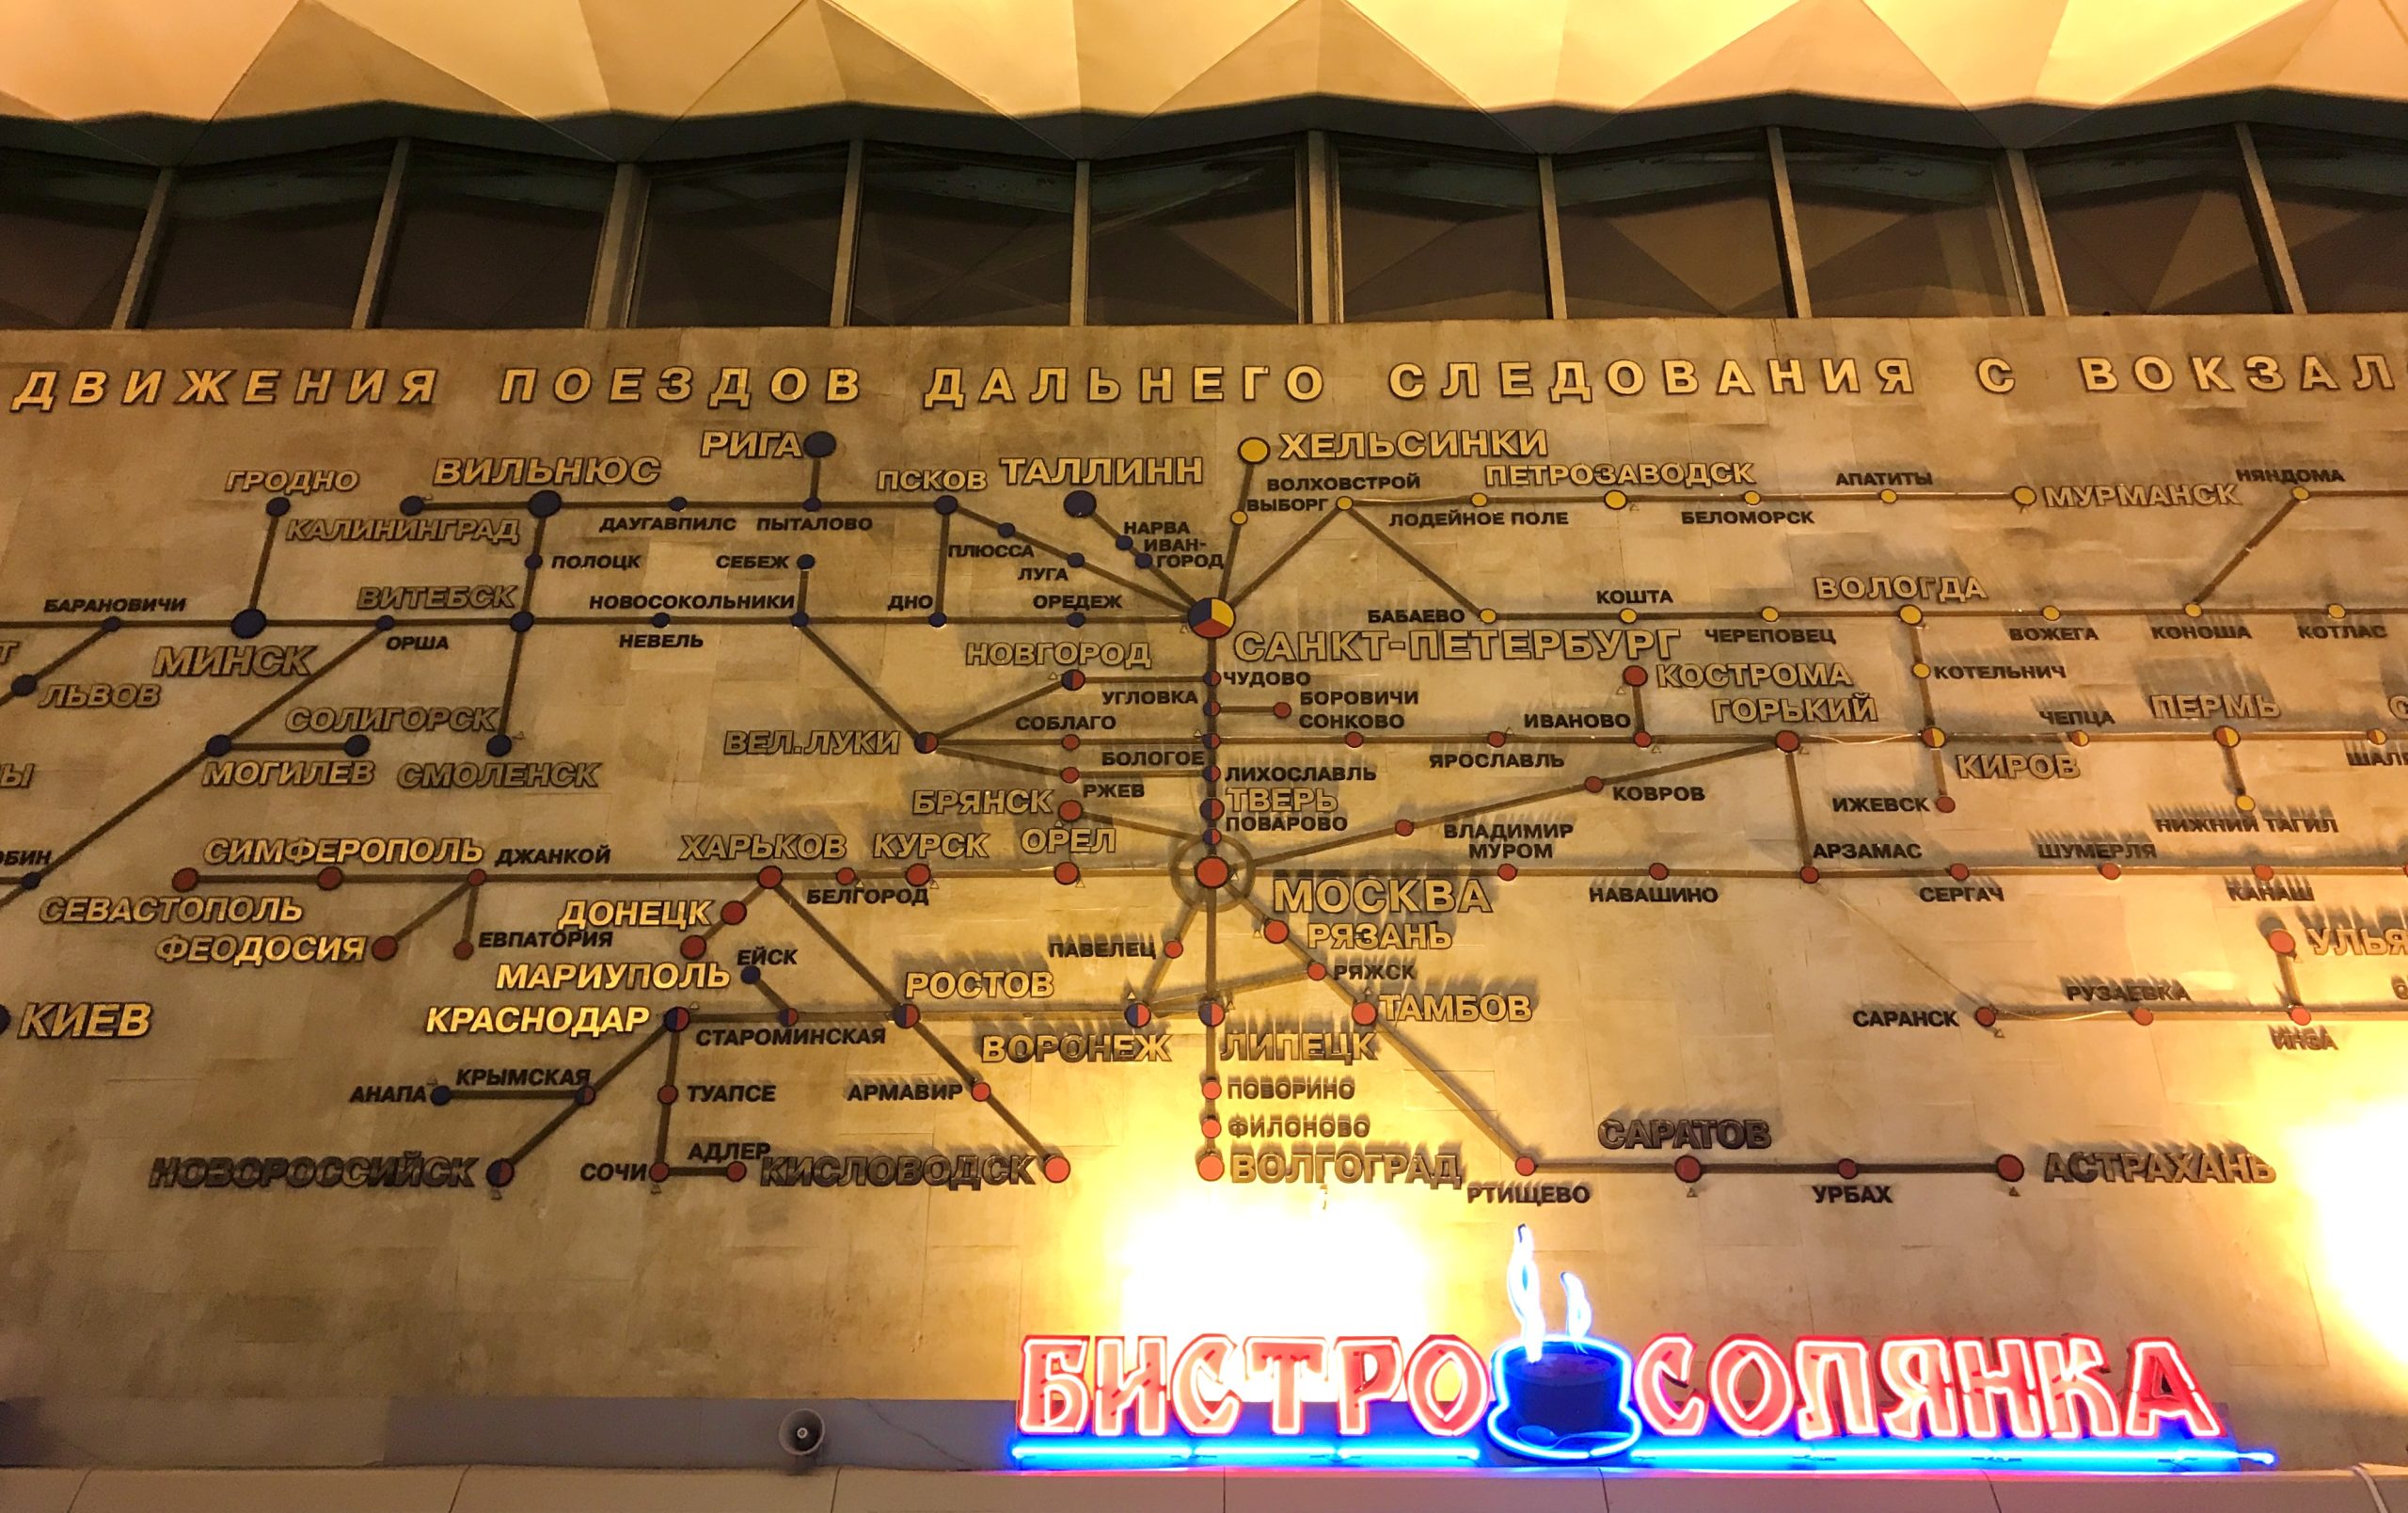 ДВИЖЕНИЯ ПОЕЗДОВ ДАЛЬНЕГО СЛЕДОВАНИЯ С
РИГА
ХЕЛЬСИНКИ
ГРОДНО
ВИЛЬНЮС
ПСКОВ
ТАЛЛИНН
ВОЛХОВСТРОЙ
ПЕТРОЗАВОДСК
АПАТИТЫ
НЯНДОМА
КАЛИНИНГРАД
ДАУГАВПИЛС
ПЫТАЛОВО
ВЫБОРГ
ЛОДЕЙНОЕ ПОЛЕ
БЕЛОМОРСК
МУРМАНСК
НАРВА
ИВАН-
ГОРОД
ПЛЮССА
ЛУГА
ПОЛОЦК
СЕБЕЖ
БАРАНОВИЧИ
ВИТЕБСК
НОВОСОКОЛЬНИКИ
ДНО
ОРЕДЕЖ
БАБАЕВО
КОШТА
ВОЛОГДА
ОРША
НЕВЕЛЬ
САНКТ-ПЕТЕРБУРГ
ЧЕРЕПОВЕЦ
ВОЖЕГА
КОНОША
КОТЛАС
МИНСК
НОВГОРОД
ЧУДОВО
КОСТРОМА
КОТЕЛЬНИЧ
ЛЬВОВ
УГЛОВКА
БОРОВИЧИ
ГОРЬКИЙ
ПЕРМЬ
СОЛИГОРСК
СОБЛАГО
СОНКОВО
ИВАНОВО
ЧЕПЦА
ВЕЛ.ЛУКИ
БОЛОГОЕ
ЯРОСЛАВЛЬ
КИРОВ
МОГИЛЕВ
СМОЛЕНСК
РЖЕВ
ЛИХОСЛАВЛЬ
КОВРОВ
ИЖЕВСК
БРЯНСК
ТВЕРЬ
ПОВАРОВО
ВЛАДИМИР
НИЖНИЙ ТАГИЛ
СИМФЕРОПОЛЬ
ДЖАНКОЙ
ХАРЬКОВ
КУРСК
ОРЕЛ
МУРОМ
АРЗАМАС
ШУМЕРЛЯ
БЕЛГОРОД
МОСКВА
НАВАШИНО
СЕРГАЧ
КАНАШ
СЕВАСТОПОЛЬ
ДОНЕЦК
ФЕОДОСИЯ
ЕВПАТОРИЯ
ПАВЕЛЕЦ
РЯЗАНЬ
МАРИУПОЛЬ
ЕЙСК
РЯЖСК
РОСТОВ
ТАМБОВ
РУЗАЕВКА
КИЕВ
КРАСНОДАР
СТАРОМИНСКАЯ
ВОРОНЕЖ
ЛИПЕЦК
САРАНСК
ИНЗА
АНАПА
КРЫМСКАЯ
ТУАПСЕ
АРМАВИР
ПОВОРИНО
ФИЛОНОВО
САРАТОВ
НОВОРОССИЙСК
СОЧИ
АДЛЕР
КИСЛОВОДСК
ВОЛГОГРАД
РТИЩЕВО
УРБАХ
АСТРАХАНЬ
БИСТРО СОЛЯНКА